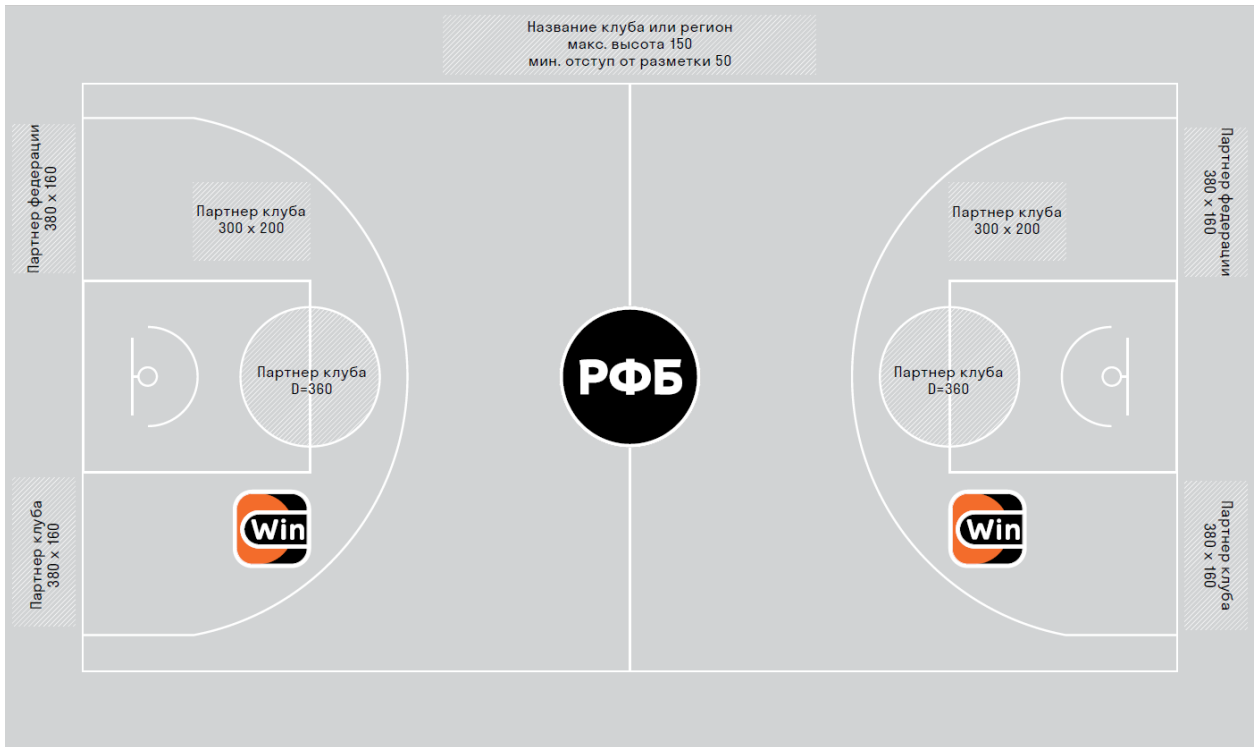 Название клуба или регион
макс. высота 150
мин. отступ от разметки 50
Партнер федерации
380 x 160
Партнер клуба
300 x 200
Партнер клуба
300 x 200
Партнер федерации
380 x 160
Партнер клуба
D=360
РФБ
Партнер клуба
D=360
Партнер клуба
380 x 160
Win
Win
Партнер клуба
380 x 160